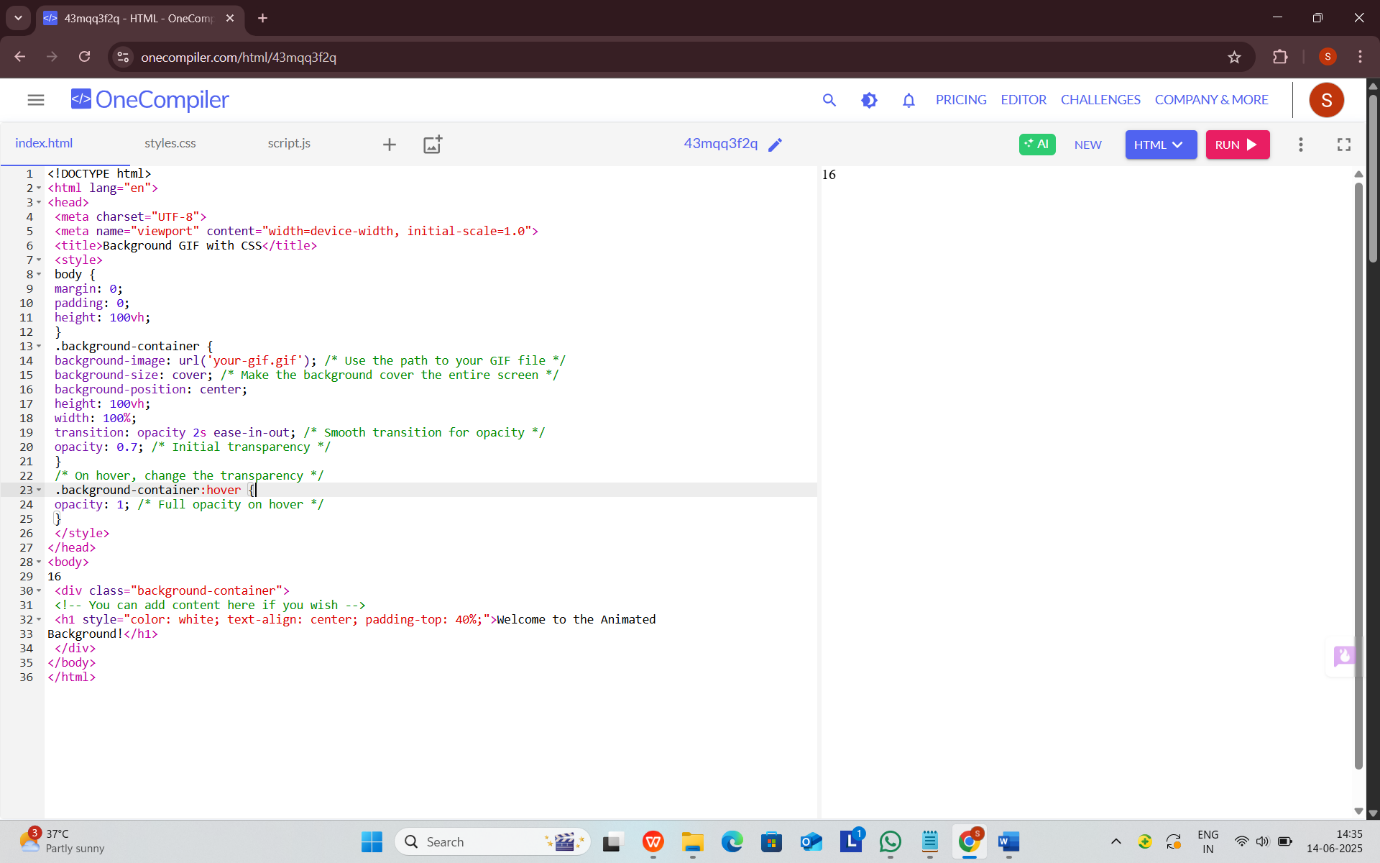 43mqq3f2q - HTML - OneComp
onecompiler.com/html/43mqq3f2q
S
</> OneCompiler
PRICING
EDITOR
CHALLENGES
COMPANY & MORE
S
index.html
styles.css
script.js
43mqq3f2q
AI
NEW
HTML
RUN
1 <!DOCTYPE html>
2 <html lang="en">
3 <head>
4 <meta charset="UTF-8">
5 <meta name="viewport" content="width=device-width, initial-scale=1.0">
6 <title>Background GIF with CSS</title>
7 <style>
8 body {
9 margin: 0;
10 padding: 0;
11 height: 100vh;
12 }
13 .background-container {
14 background-image: url('your-gif.gif'); /* Use the path to your GIF file */
15 background-size: cover; /* Make the background cover the entire screen */
16 background-position: center;
17 height: 100vh;
18 width: 100%;
19 transition: opacity 2s ease-in-out; /* Smooth transition for opacity */
20 opacity: 0.7; /* Initial transparency */
21 }
22 /* On hover, change the transparency */
23 .background-container:hover {
24 opacity: 1; /* Full opacity on hover */
25 }
26 </style>
27 </head>
28 <body>
29 16
30 <div class="background-container">
31 <!-- You can add content here if you wish -->
32 <h1 style="color: white; text-align: center; padding-top: 40%;">Welcome to the Animated
33 Background!</h1>
34 </div>
35 </body>
36 </html>
16
3
37°C
Partly sunny
Search
L 1
S
W
ENG
IN
14:35
14-06-2025